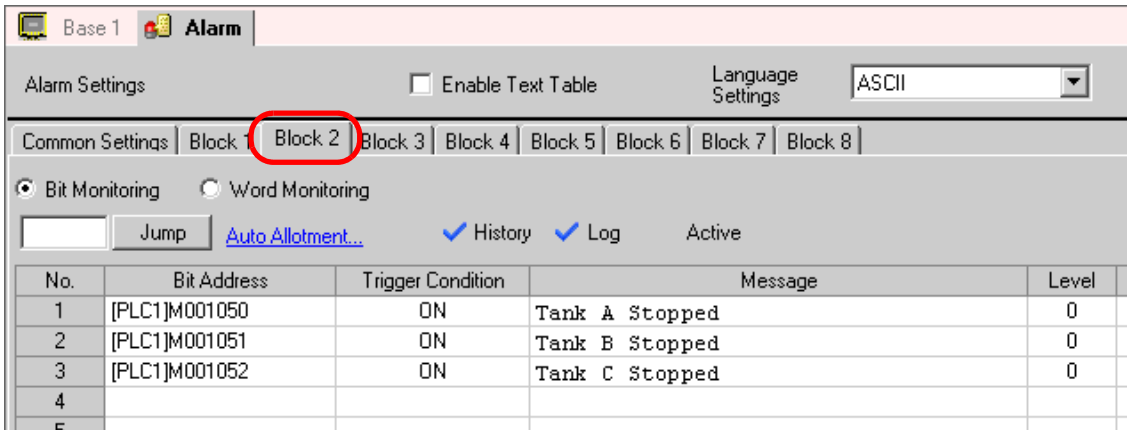 Base 1 Alarm
Alarm Settings Enable Text Table Language Settings ASCII
Common Settings Block 1 Block 2 Block 3 Block 4 Block 5 Block 6 Block 7 Block 8
Bit Monitoring Word Monitoring
Jump Auto Allotment... History Log Active
No. Bit Address Trigger Condition Message Level
1 [PLC1]M001050 ON Tank A Stopped 0
2 [PLC1]M001051 ON Tank B Stopped 0
3 [PLC1]M001052 ON Tank C Stopped 0
4
5